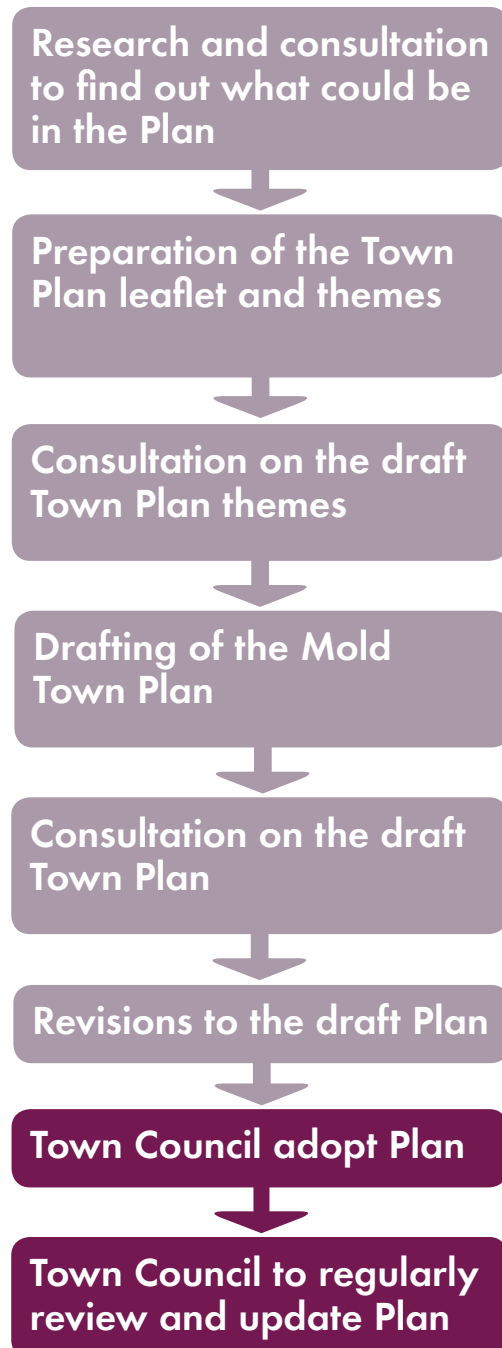 Research and consultation
to find out what could be
in the Plan
Preparation of the Town
Plan leaflet and themes
Consultation on the draft
Town Plan themes
Drafting of the Mold
Town Plan
Consultation on the draft
Town Plan
Revisions to the draft Plan
Town Council adopt Plan
Town Council to regularly
review and update Plan